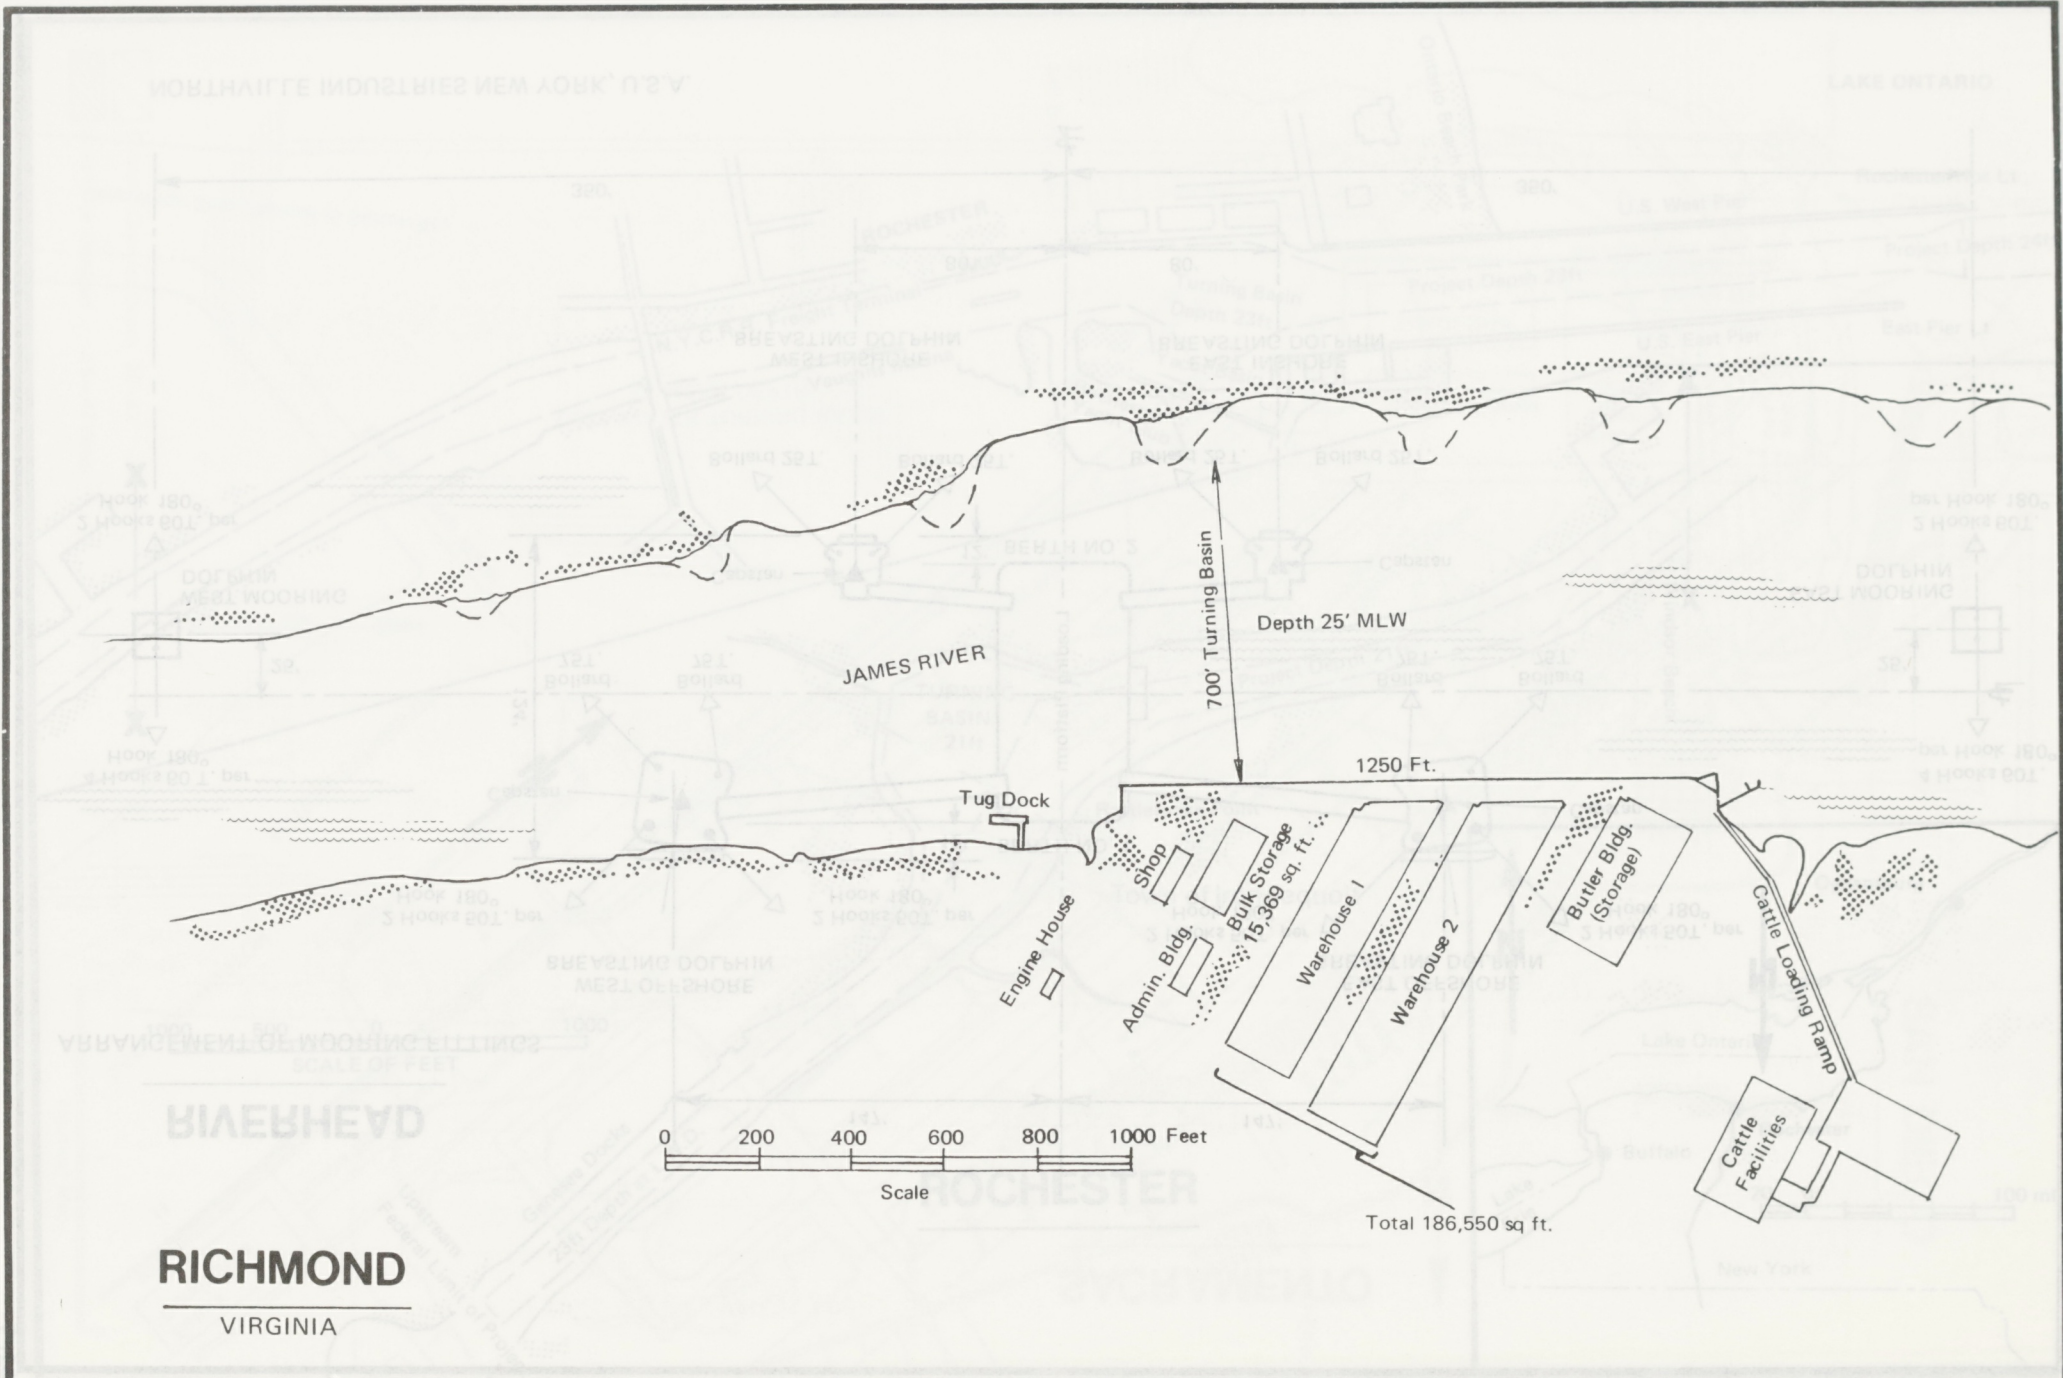 JAMES RIVER
700' Turning Basin
Depth 25' MLW
1250 Ft.
Tug Dock
Engine House
Shop
Admin. Bldg.
Bulk Storage
15,369 sq. ft.
Warehouse 1
Warehouse 2
Butler Bldg.
(Storage)
Cattle Loading Ramp
Cattle
Facilities
0 200 400 600 800 1000 Feet
Scale
Total 186,550 sq ft.
RICHMOND
VIRGINIA